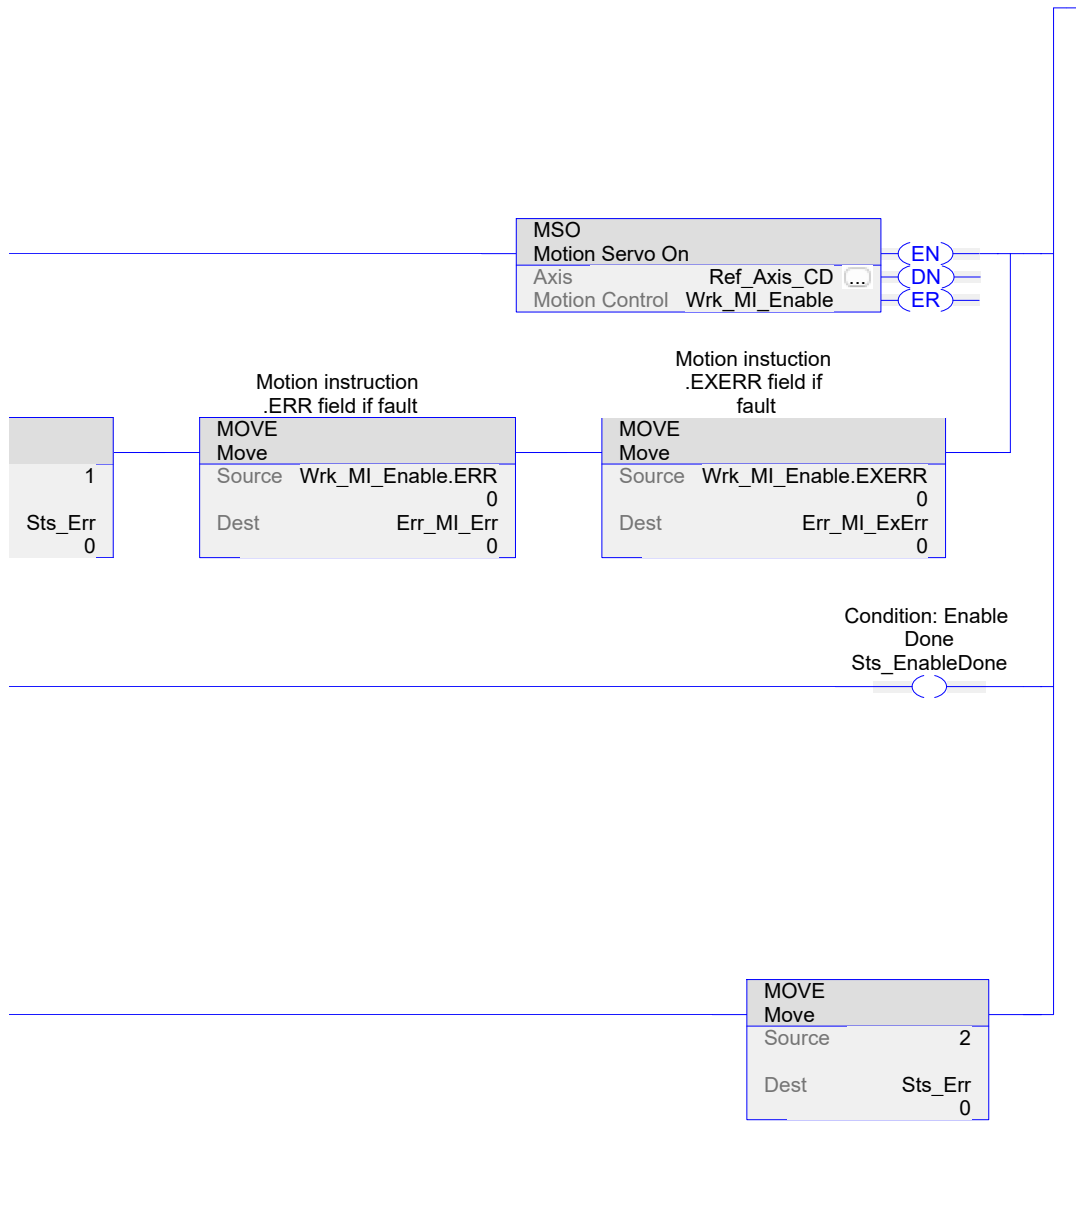 MSO
Motion Servo On
Axis Ref_Axis_CD ...
Motion Control Wrk_MI_Enable
EN
DN
ER
Motion instruction
.ERR field if fault
Motion instuction
.EXERR field if
fault
1
Sts_Err
0
MOVE
Move
Source Wrk_MI_Enable.ERR
0
Dest Err_MI_Err
0
MOVE
Move
Source Wrk_MI_Enable.EXERR
0
Dest Err_MI_ExErr
0
Condition: Enable
Done
Sts_EnableDone
MOVE
Move
Source 2
Dest Sts_Err
0